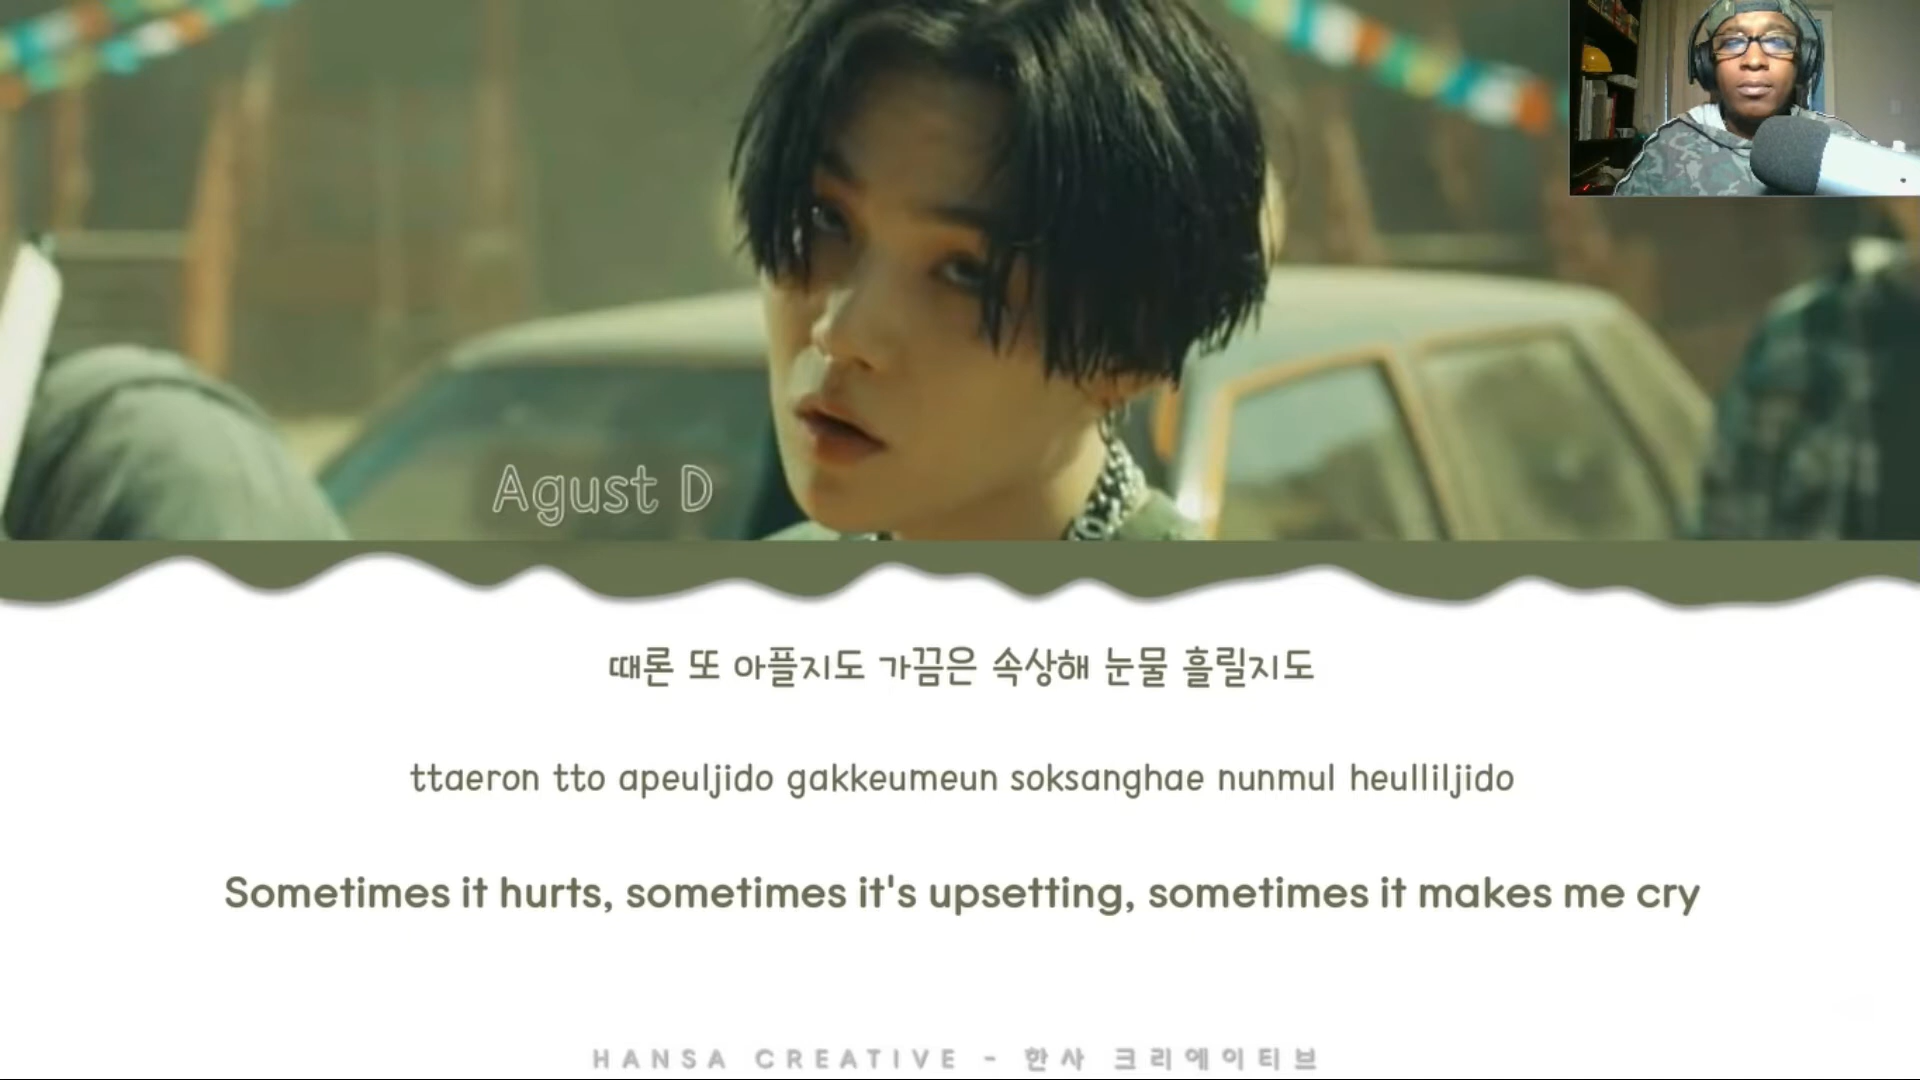 Agust D
때론 또 아플지도 가끔은 속상해 눈물 흘릴지도
ttaeron tto apeuljido gakkeumeun soksanghae nunmul heulliljido
Sometimes it hurts, sometimes it's upsetting, sometimes it makes me cry
HANSA CREATIVE - 한사 크리에이티브